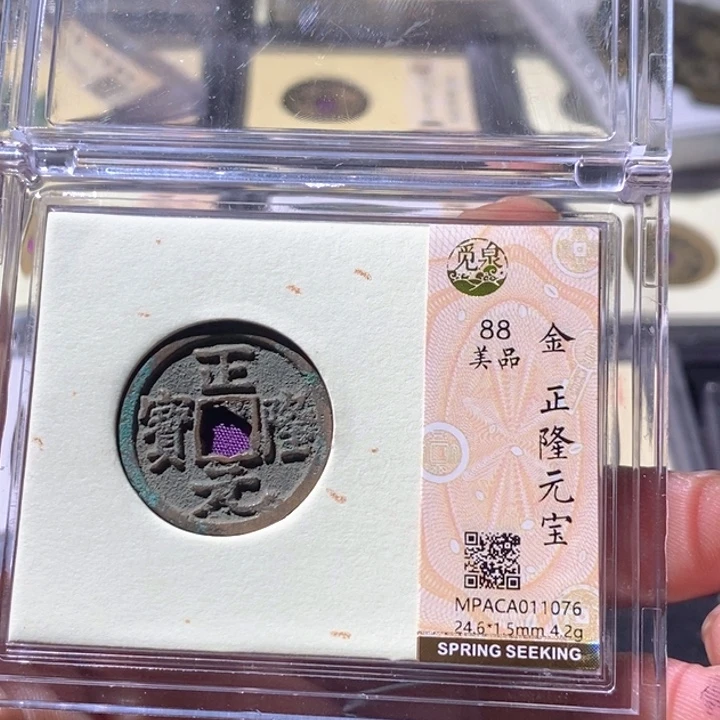 觅泉
88
美品
金 正隆元宝
正隆元寳
MPACA011076
24.6*1.5mm 4.2g
SPRING SEEKING